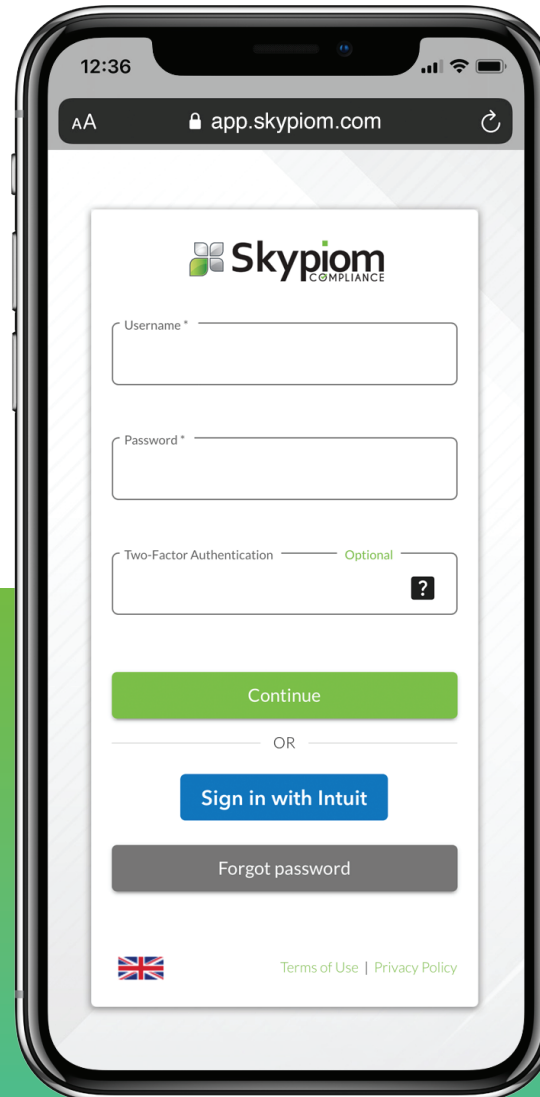 12:36
AA app.skypiom.com
Skypiom
COMPLIANCE
Username *
Password *
Two-Factor Authentication Optional
?
Continue
OR
Sign in with Intuit
Forgot password
Terms of Use | Privacy Policy